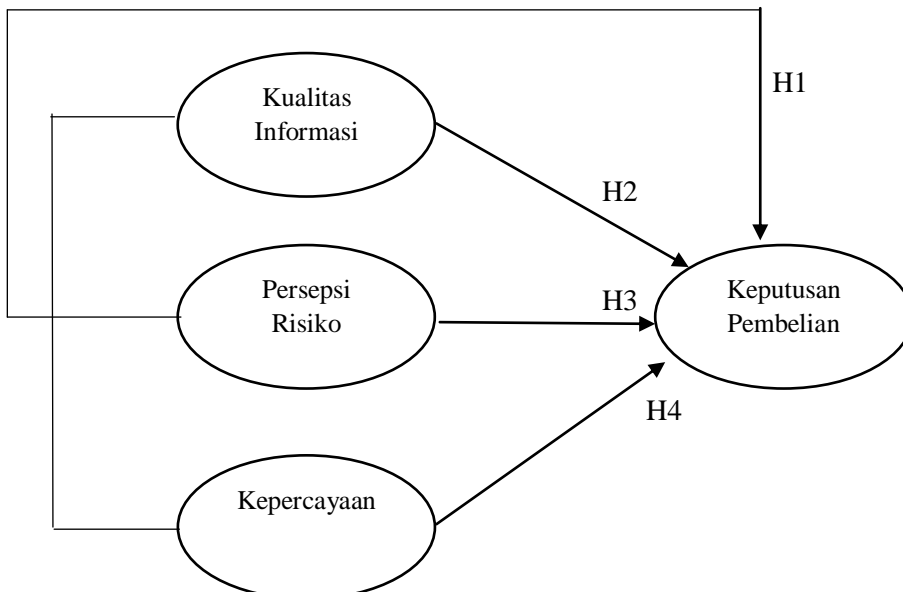 H1
Kualitas
Informasi
H2
Persepsi
Risiko
H3
Keputusan
Pembelian
H4
Kepercayaan